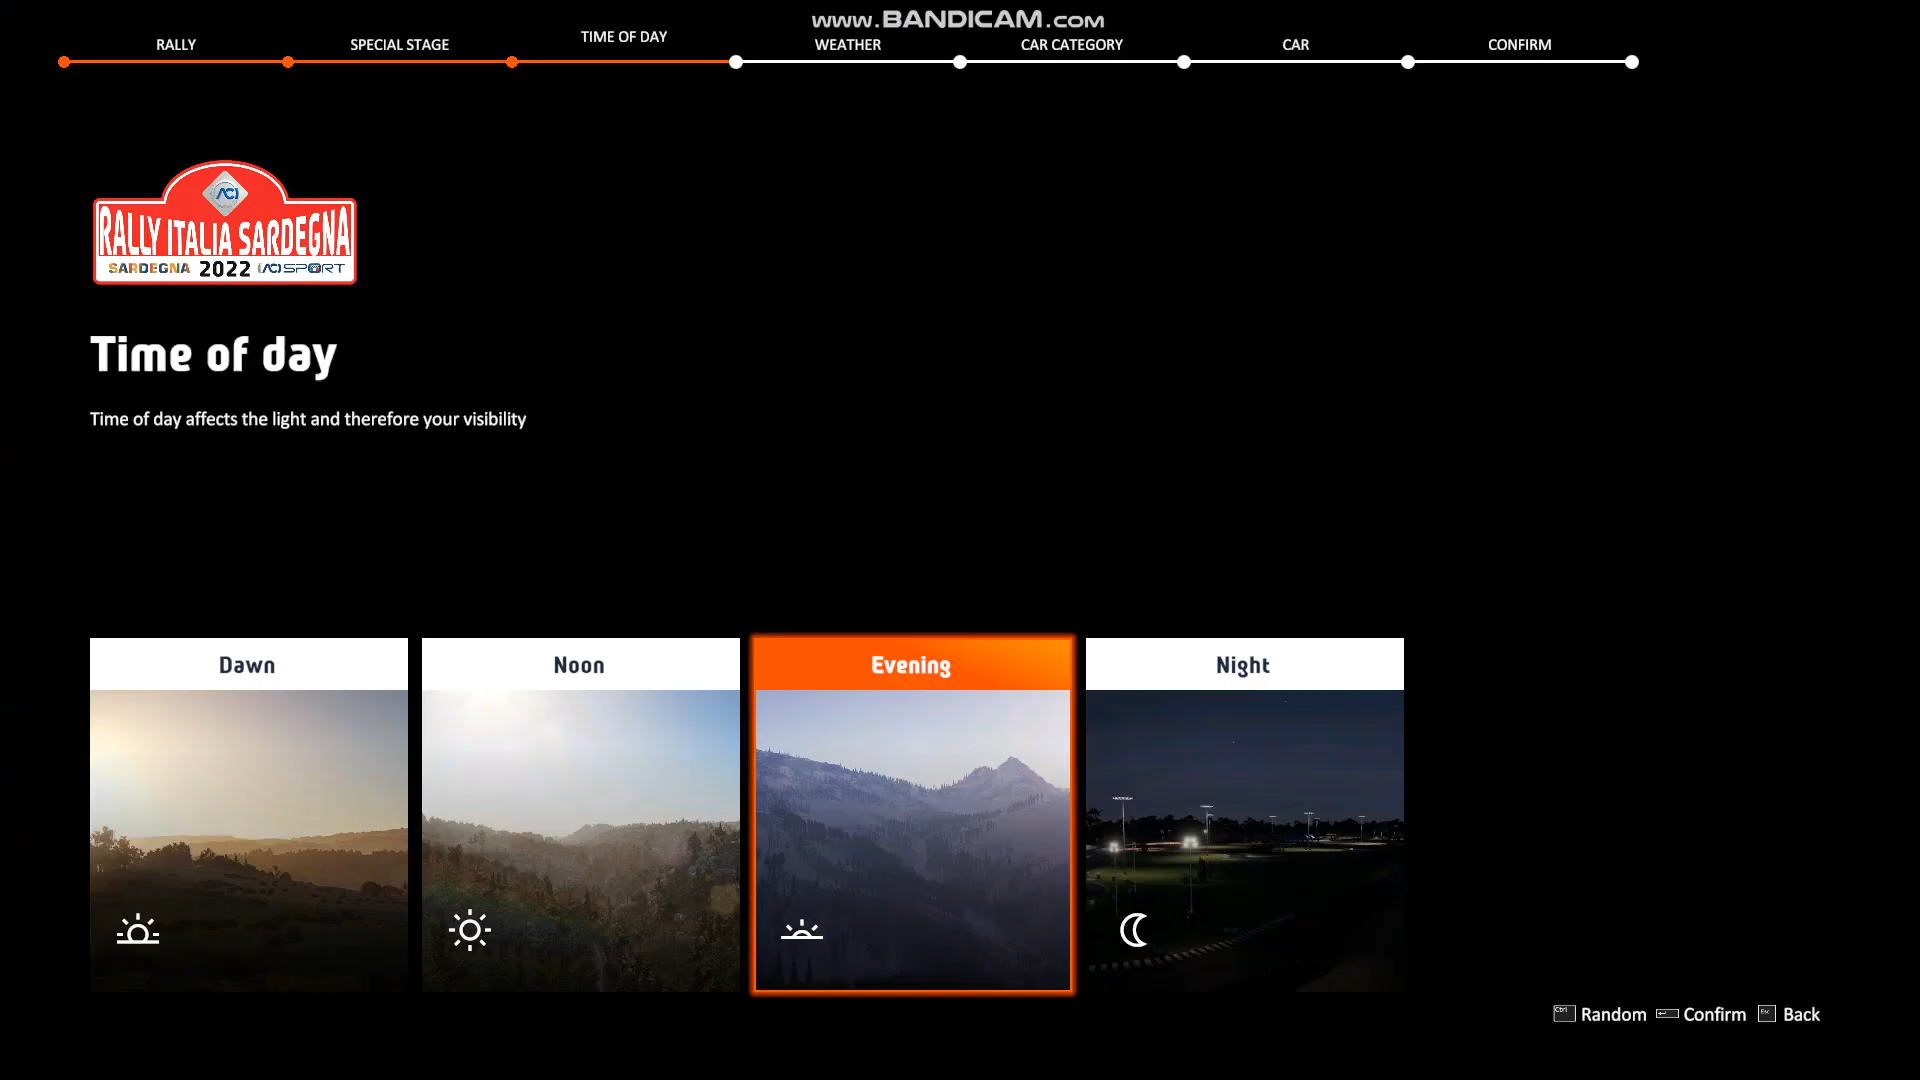 www.BANDICAM.com
RALLY
SPECIAL STAGE
TIME OF DAY
WEATHER
CAR CATEGORY
CAR
CONFIRM
ACI
RALLY ITALIA SARDEGNA
SARDEGNA 2022 ACI SPORT
Time of day
Time of day affects the light and therefore your visibility
Dawn
Noon
Evening
Night
Ctrl Random
Confirm
Esc Back